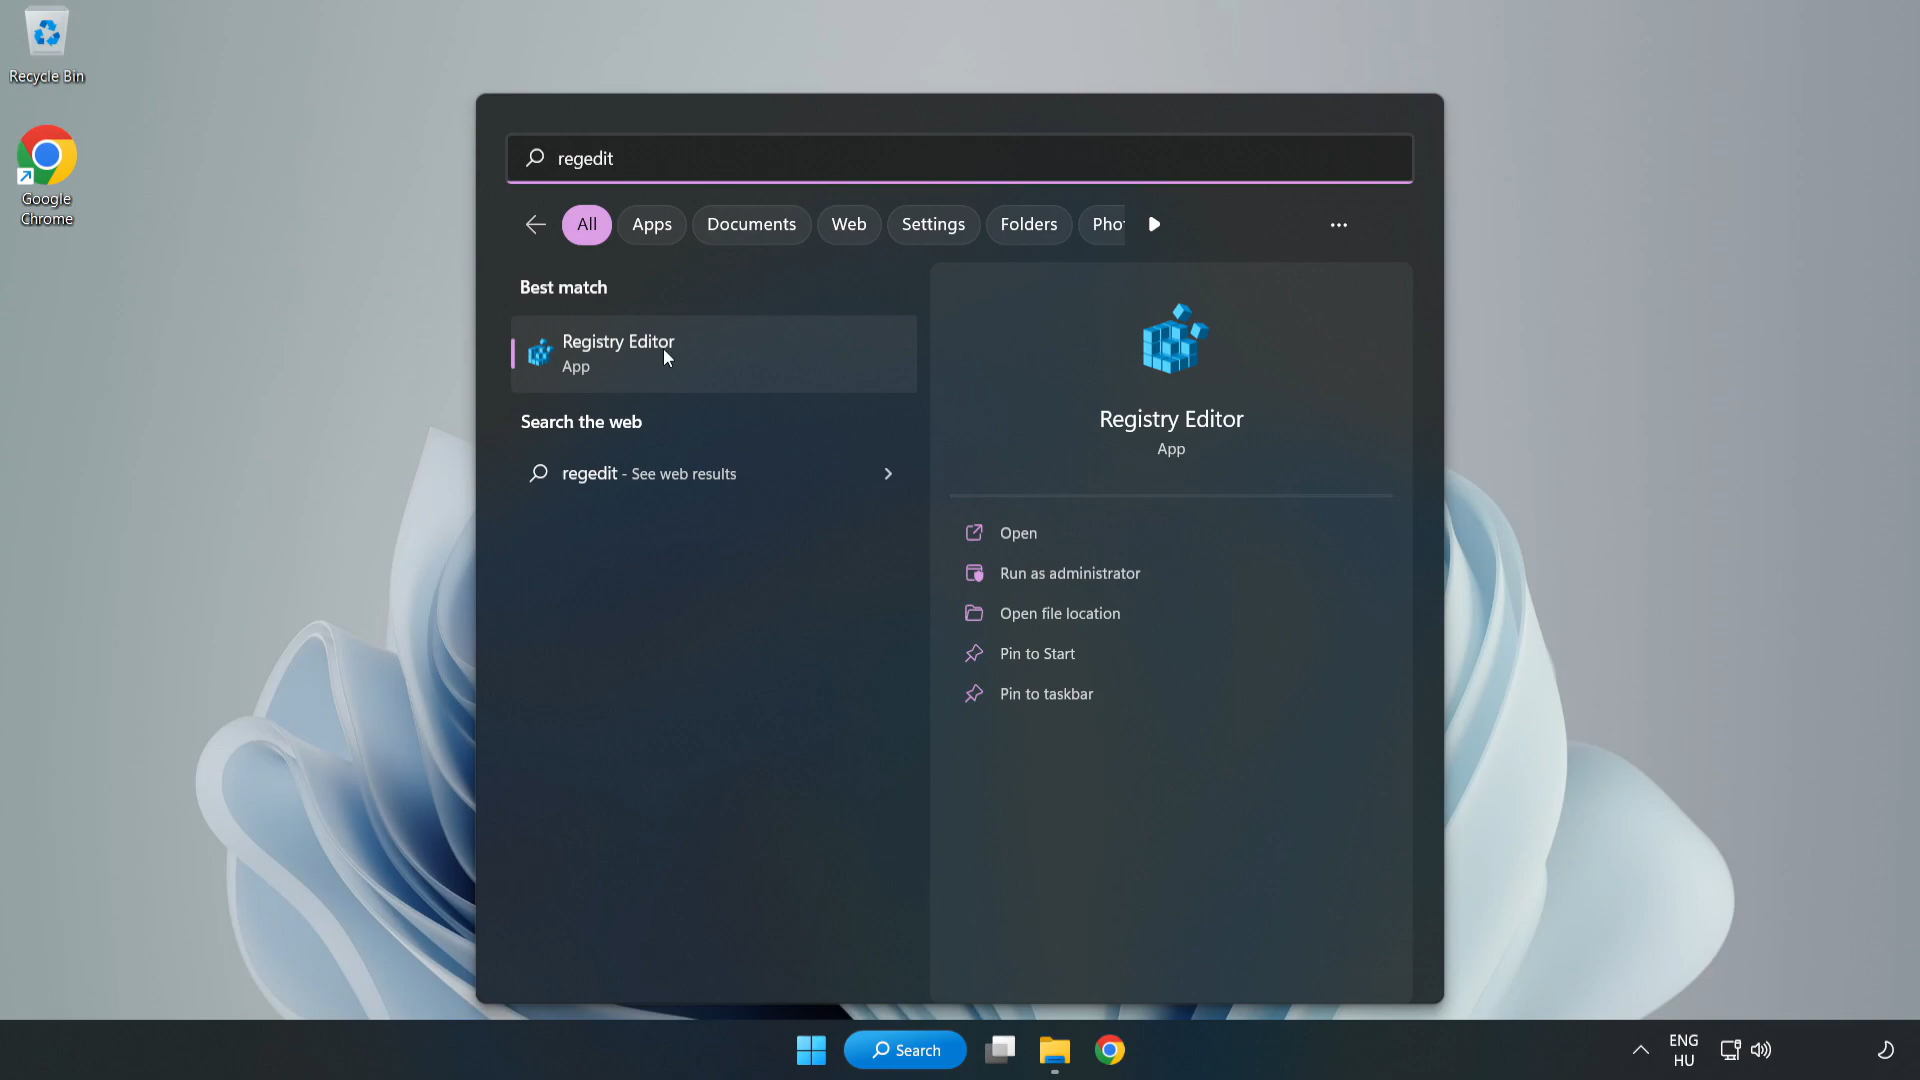 Recycle Bin
Google
Chrome
regedit
All
Apps
Documents
Web
Settings
Folders
Pho
Best match
Registry Editor
App
Search the web
regedit - See web results
Registry Editor
App
Open
Run as administrator
Open file location
Pin to Start
Pin to taskbar
Search
ENG
HU